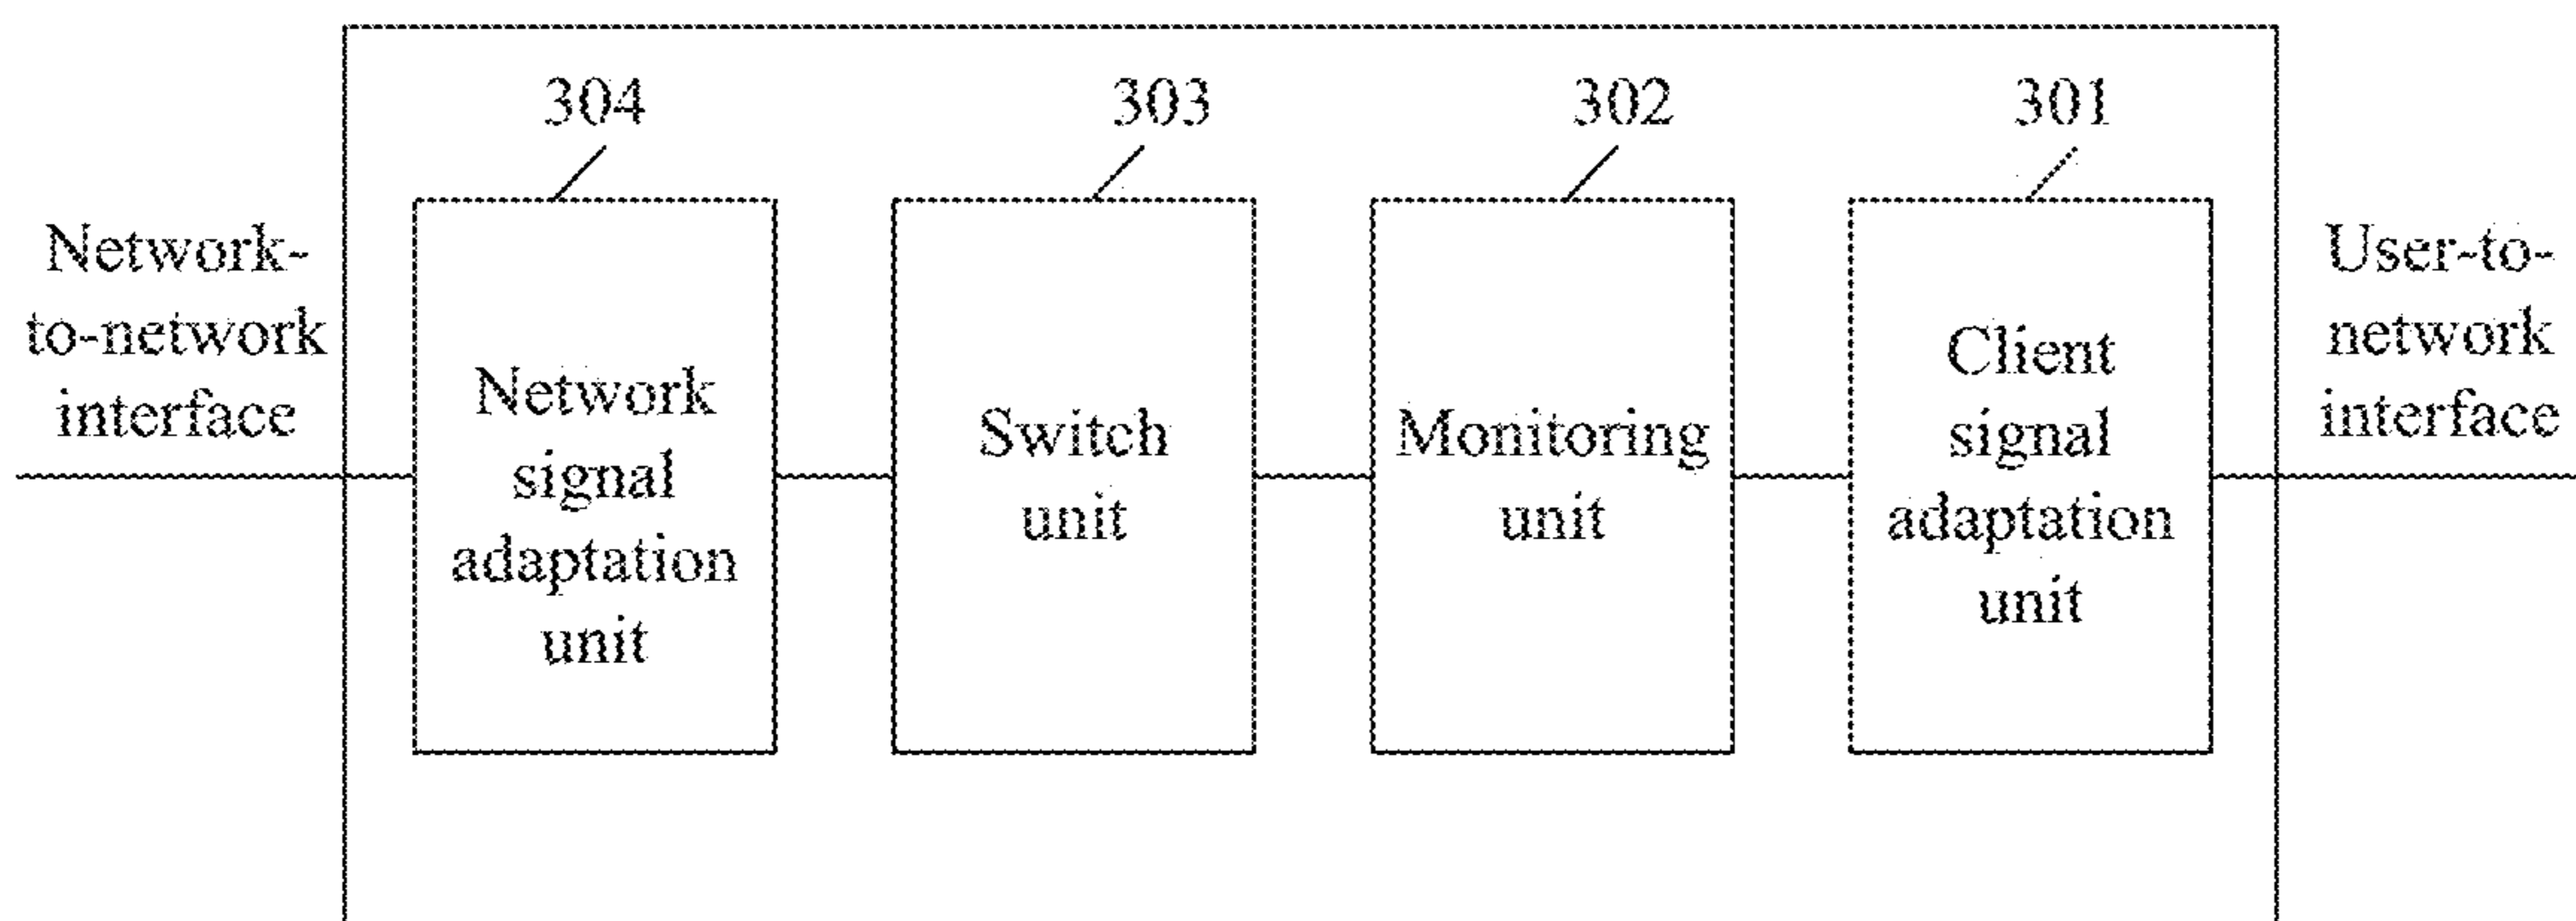 304
303
302
301
Network-
to-network
interface
Network
signal
adaptation
unit
Switch
unit
Monitoring
unit
Client
signal
adaptation
unit
User-to-
network
interface